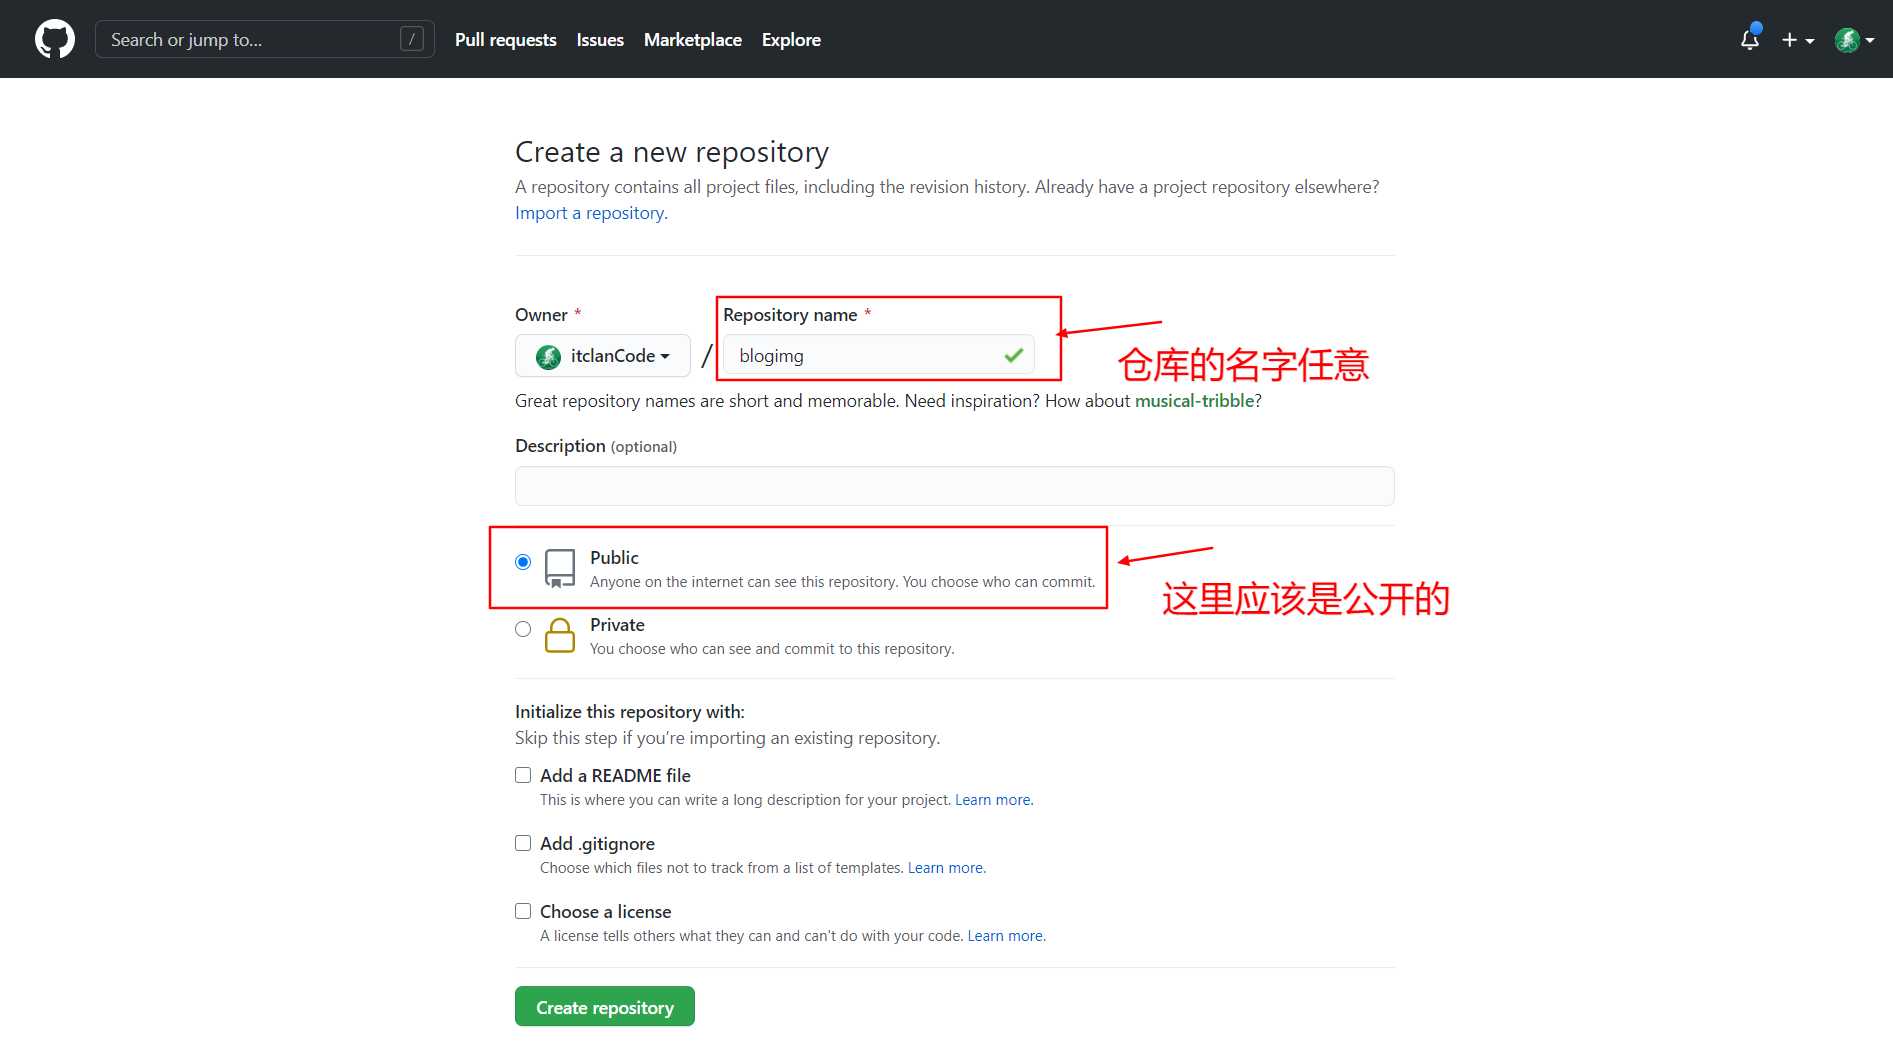 Search or jump to... /
Pull requests Issues Marketplace Explore
Create a new repository
A repository contains all project files, including the revision history. Already have a project repository elsewhere?
Import a repository.
Owner * Repository name *
itclanCode / blogimg
仓库的名字任意
Great repository names are short and memorable. Need inspiration? How about musical-tribble?
Description (optional)
Public
Anyone on the internet can see this repository. You choose who can commit.
这里应该是公开的
Private
You choose who can see and commit to this repository.
Initialize this repository with:
Skip this step if you’re importing an existing repository.
Add a README file
This is where you can write a long description for your project. Learn more.
Add .gitignore
Choose which files not to track from a list of templates. Learn more.
Choose a license
A license tells others what they can and can't do with your code. Learn more.
Create repository